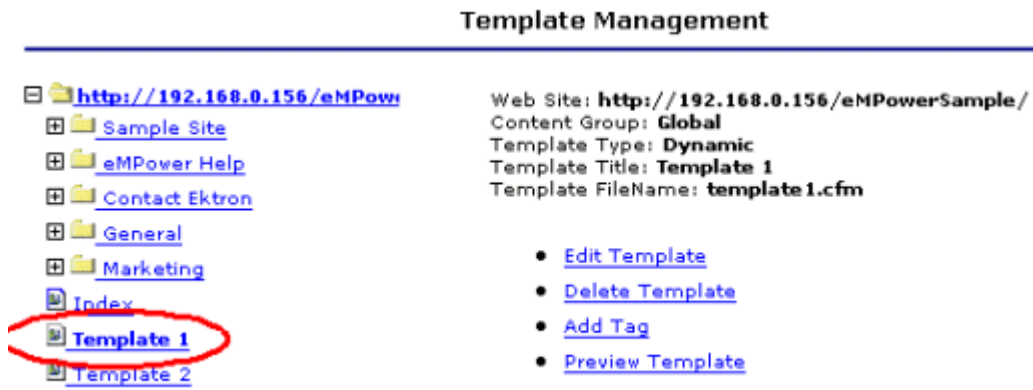 Template Management
http://192.168.0.156/eMPow
Sample Site
eMPower Help
Contact Ektron
General
Marketing
Index
Template 1
Template 2
Web Site: http://192.168.0.156/eMPowerSample/
Content Group: Global
Template Type: Dynamic
Template Title: Template 1
Template FileName: template1.cfm
Edit Template
Delete Template
Add Tag
Preview Template